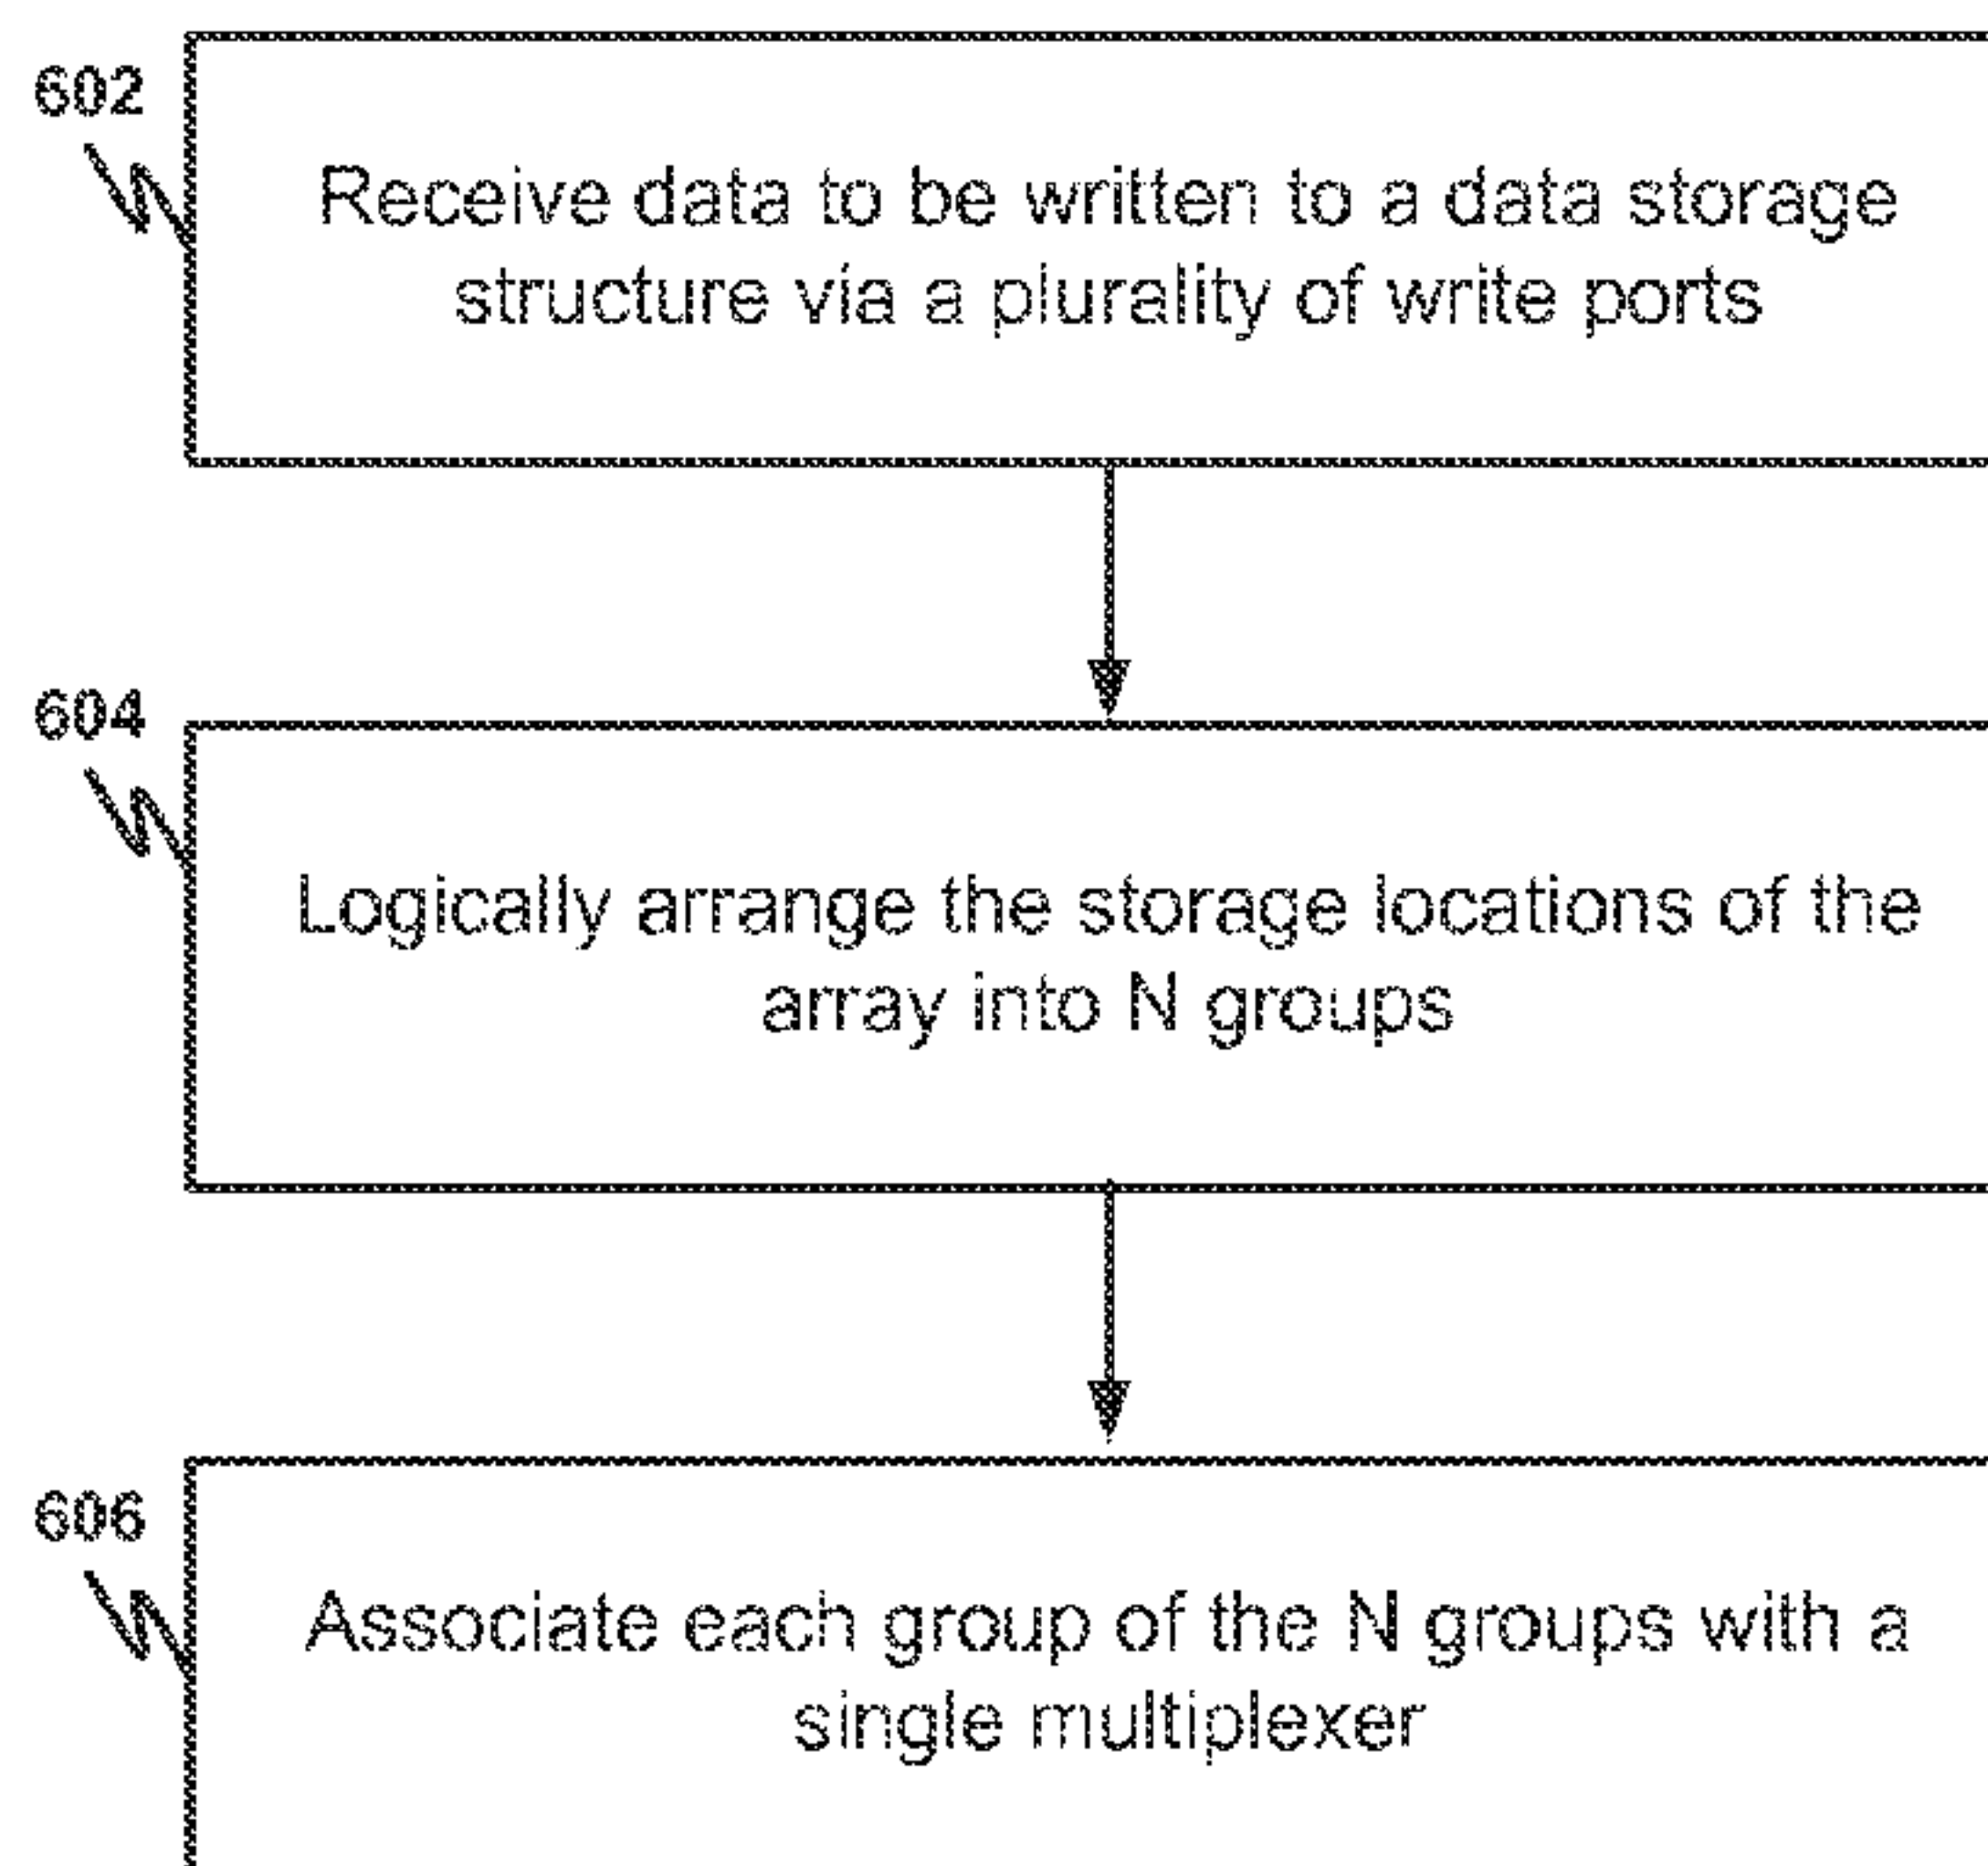 602
Receive data to be written to a data storage
structure via a plurality of write ports
604
Logically arrange the storage locations of the
array into N groups
606
Associate each group of the N groups with a
single multiplexer